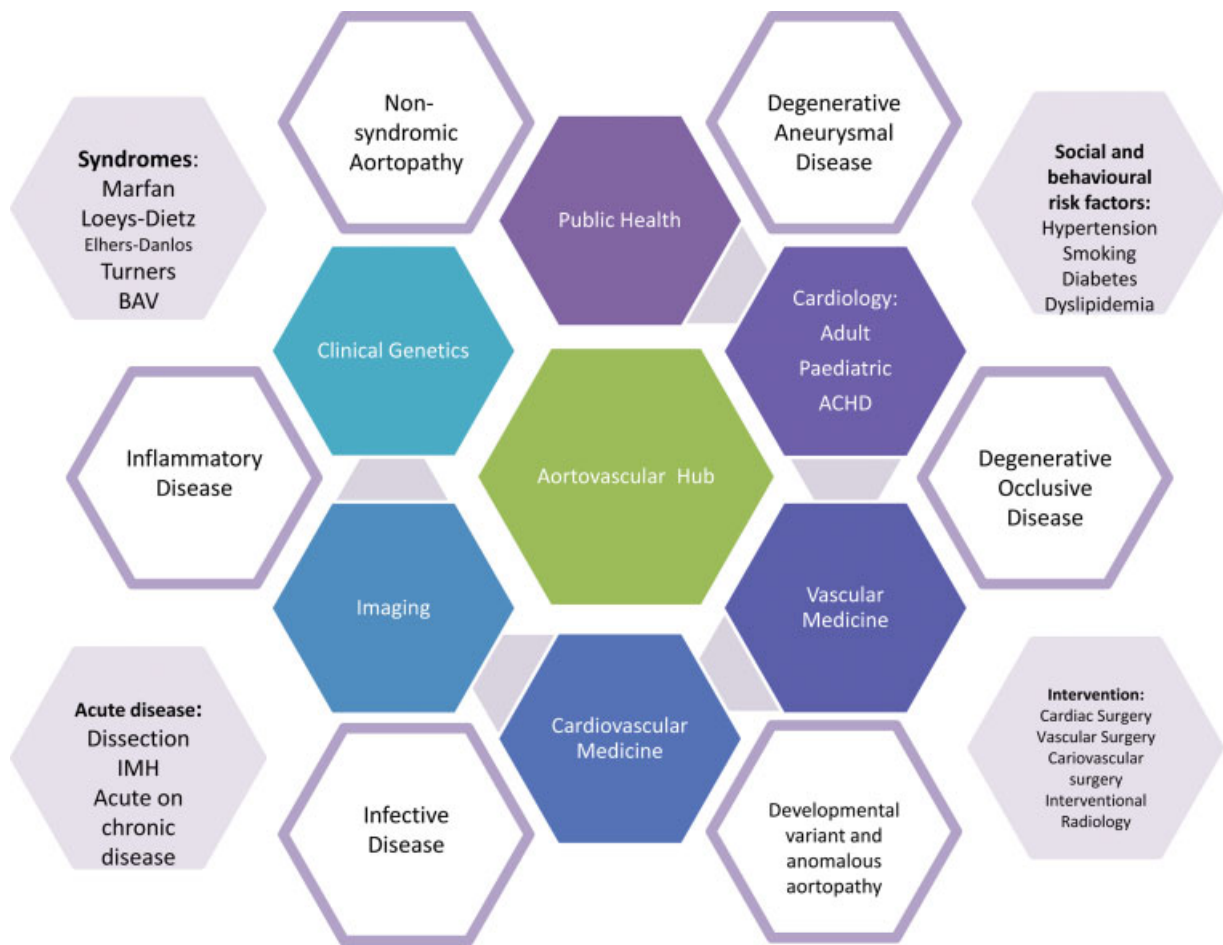 Non-
syndromic
Aortopathy
Degenerative
Aneurysmal
Disease
Syndromes:
Marfan
Loeys-Dietz
Elhers-Danlos
Turners
BAV
Public Health
Social and
behavioural
risk factors:
Hypertension
Smoking
Diabetes
Dyslipidemia
Clinical Genetics
Cardiology:
Adult
Paediatric
ACHD
Inflammatory
Disease
Aortovascular Hub
Degenerative
Occlusive
Disease
Imaging
Vascular
Medicine
Acute disease:
Dissection
IMH
Acute on
chronic
disease
Cardiovascular
Medicine
Intervention:
Cardiac Surgery
Vascular Surgery
Cariovascular
surgery
Interventional
Radiology
Infective
Disease
Developmental
variant and
anomalous
aortopathy